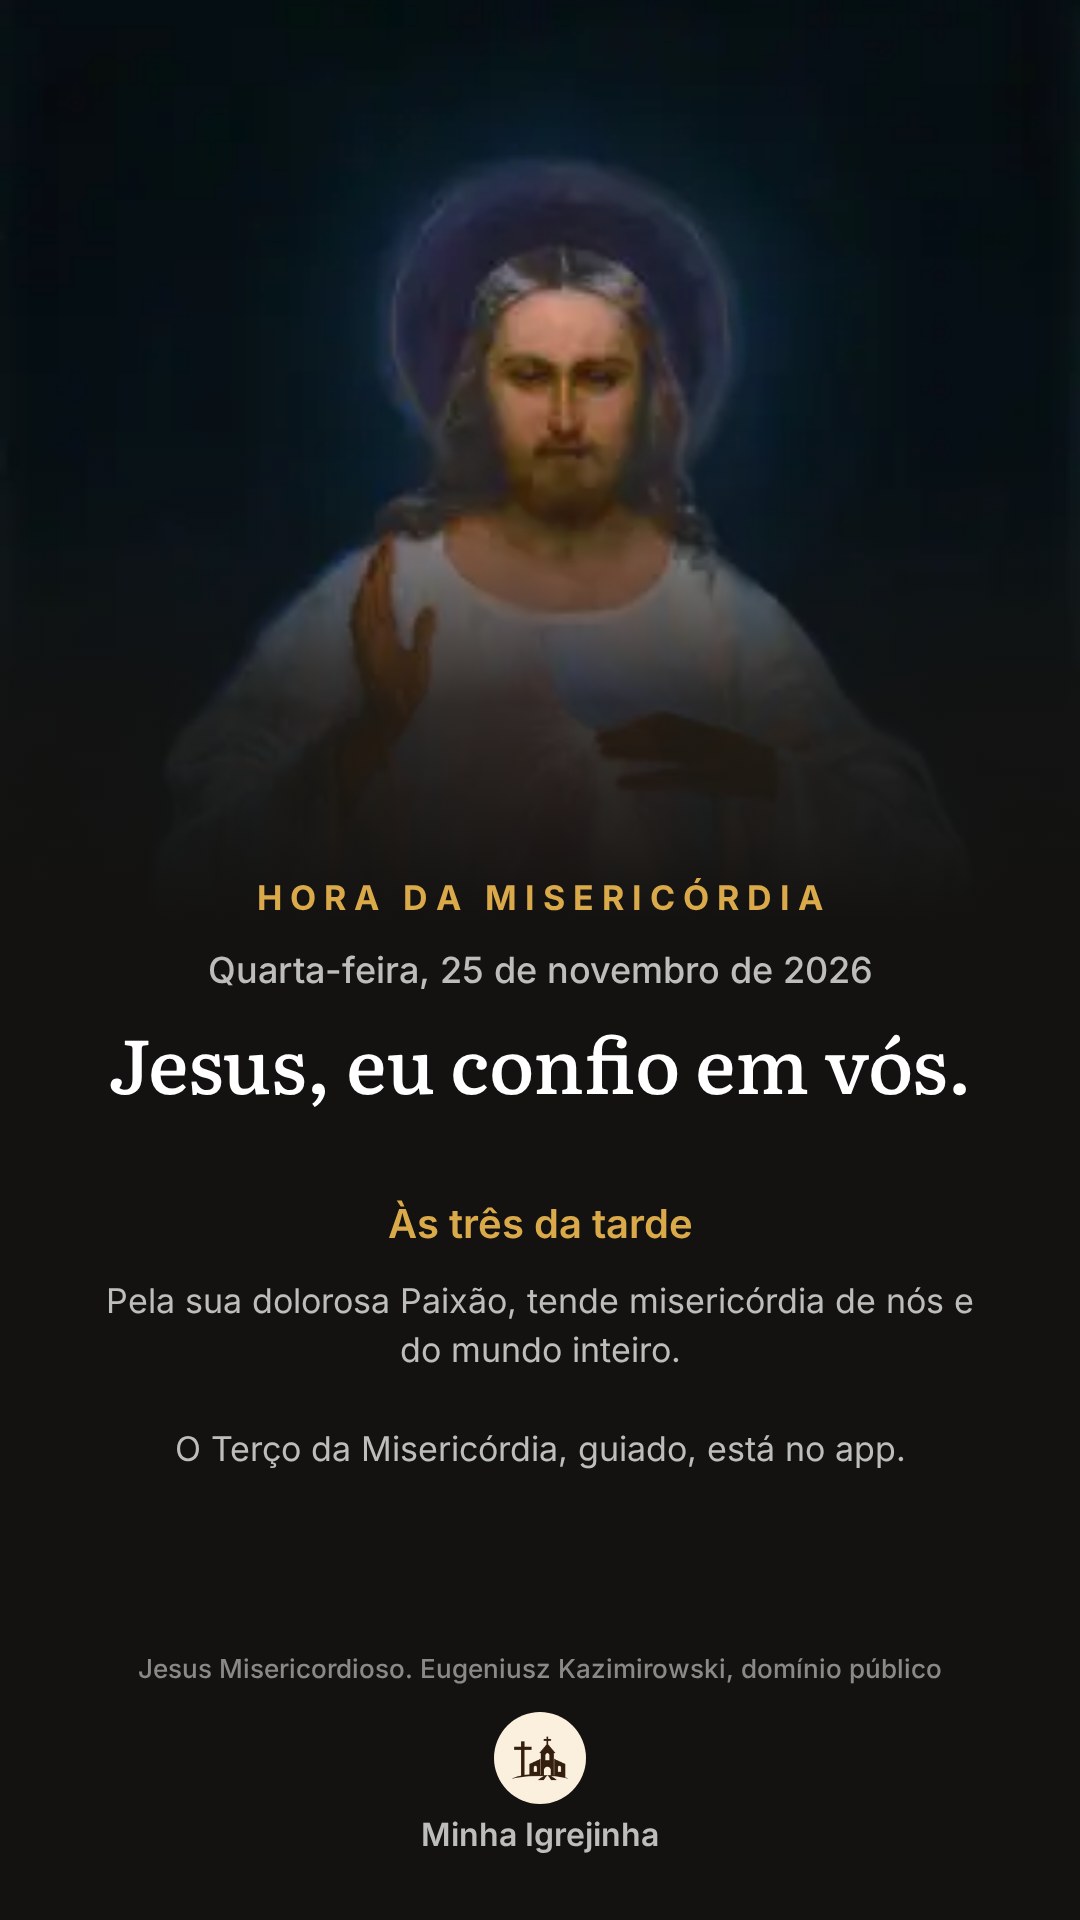 HORA DA MISERICÓRDIA
Quarta-feira, 25 de novembro de 2026
Jesus, eu confio em vós.
Às três da tarde
Pela sua dolorosa Paixão, tende misericórdia de nós e
do mundo inteiro.
O Terço da Misericórdia, guiado, está no app.
Jesus Misericordioso. Eugeniusz Kazimirowski, domínio público
Minha Igrejinha